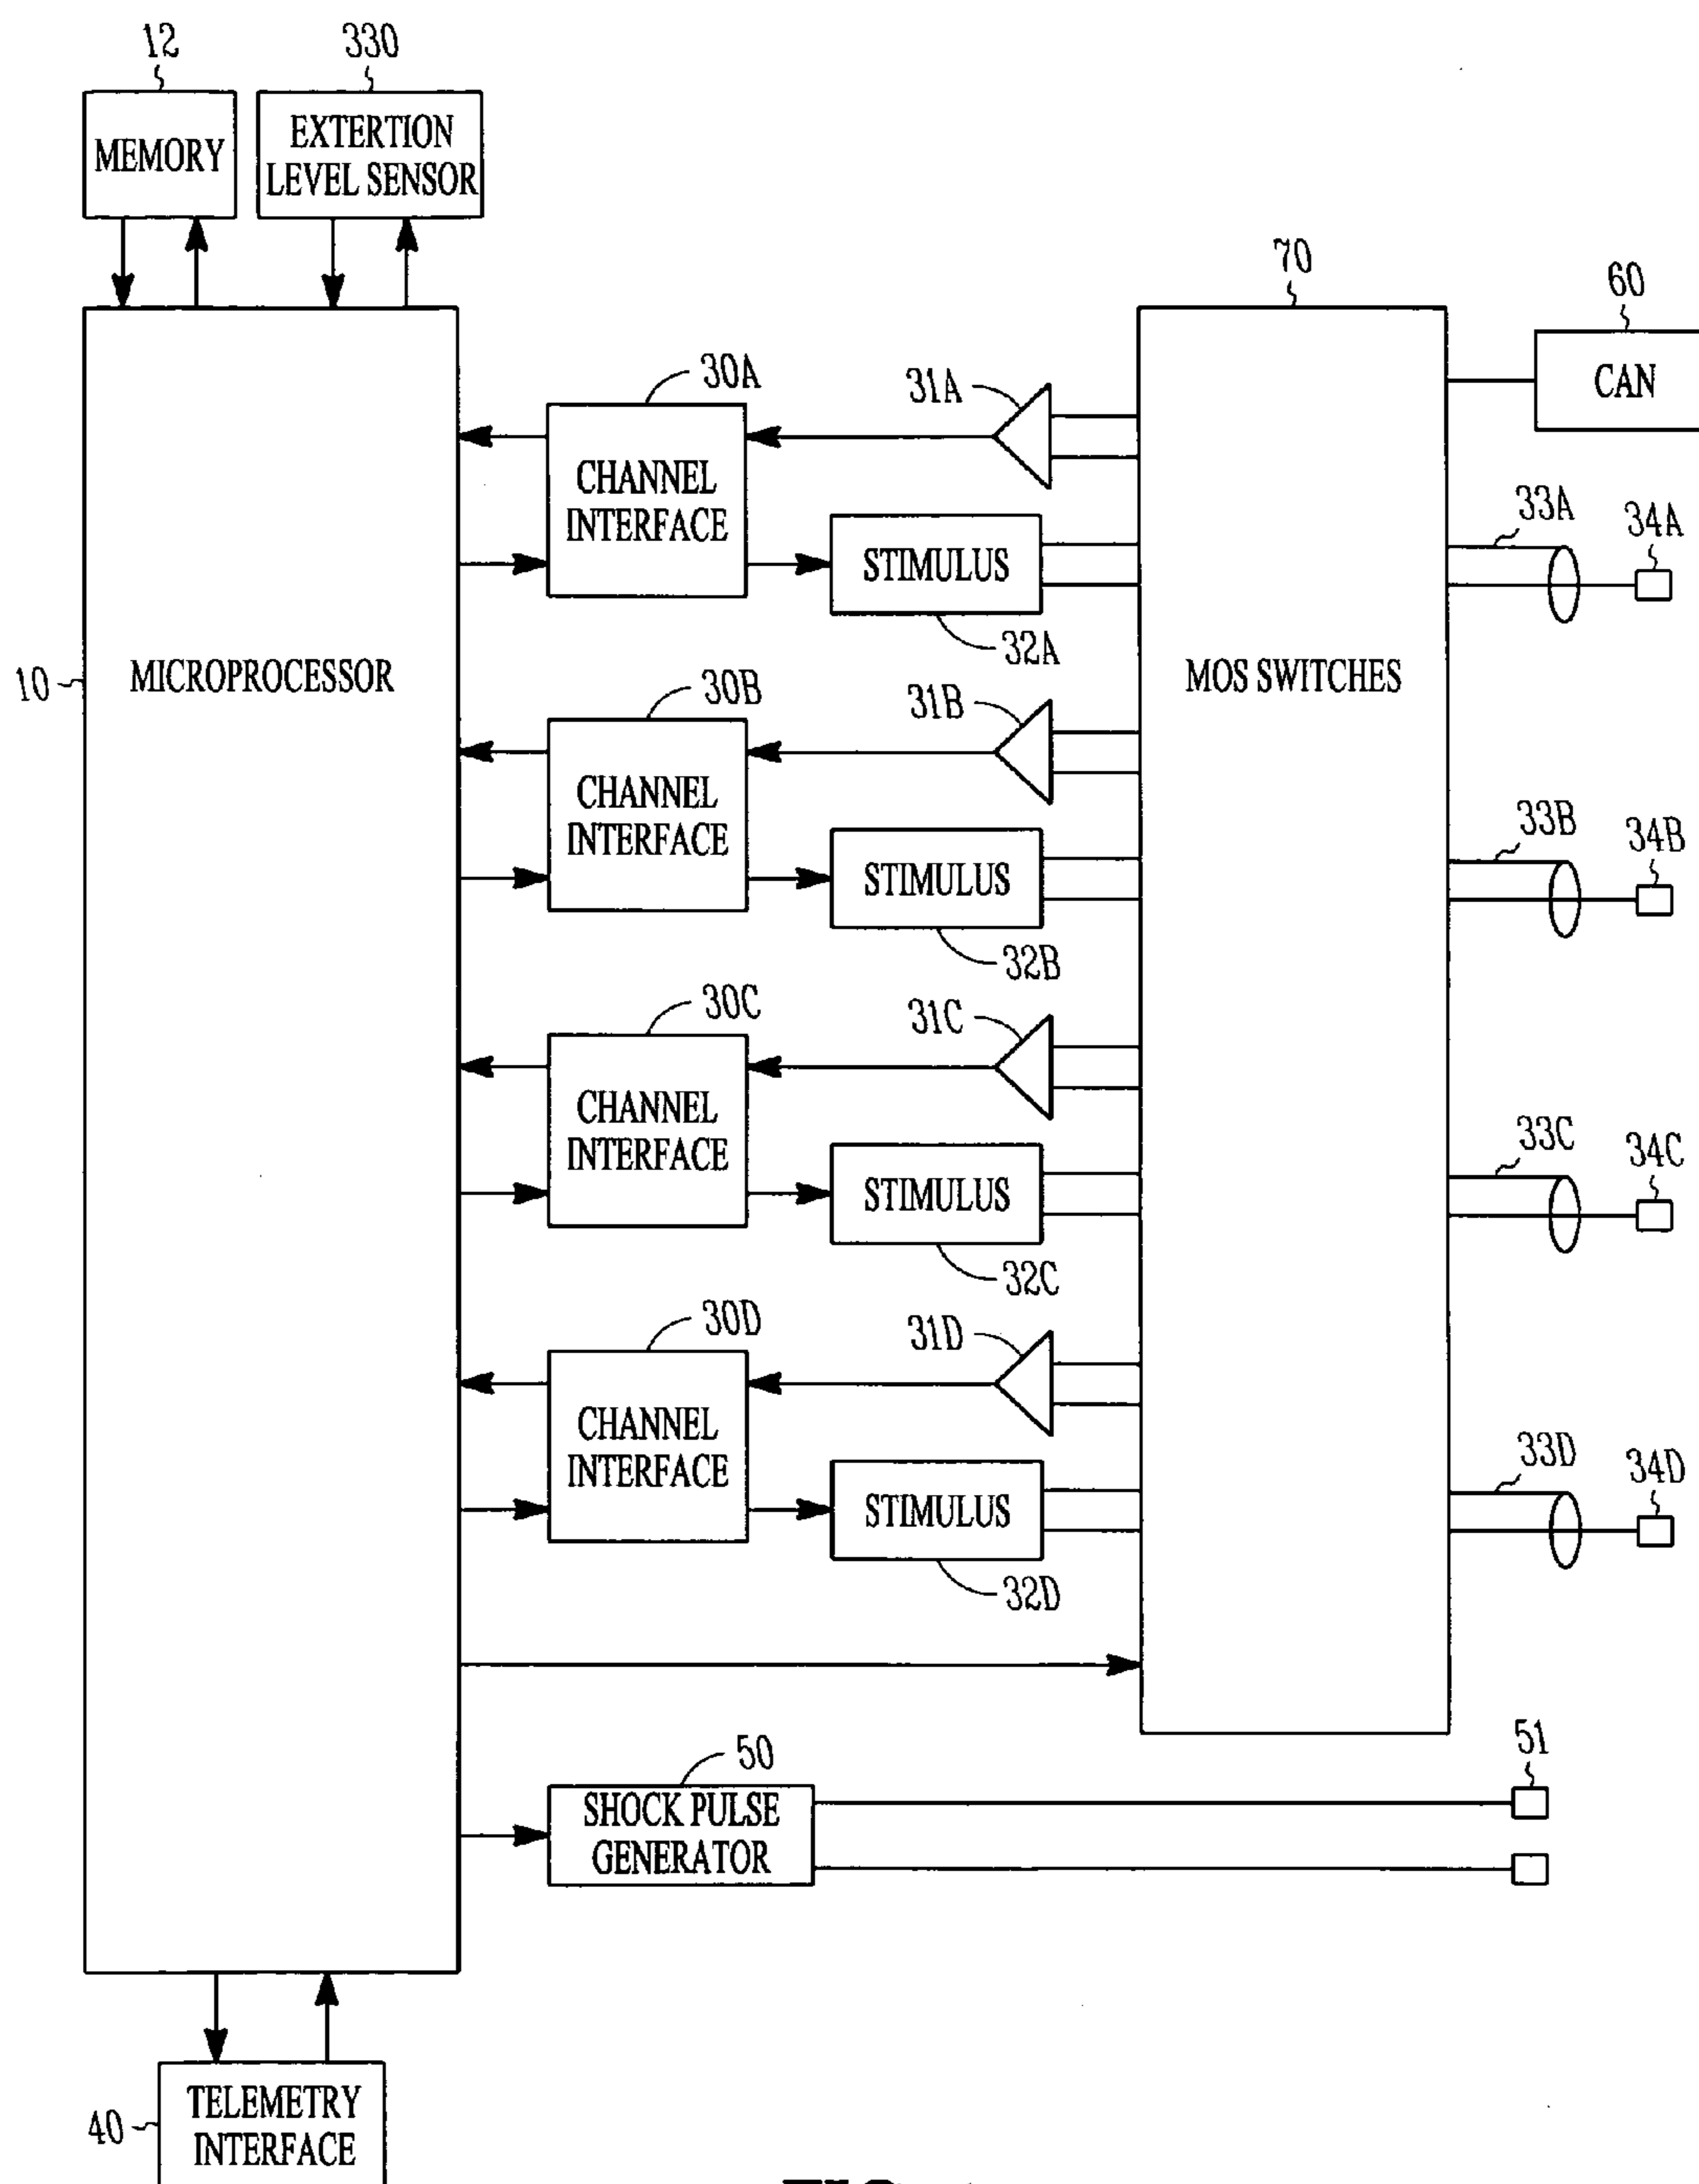 12
330
MEMORY
EXTERTION
LEVEL SENSOR
70
60
CAN
30A
31A
CHANNEL
INTERFACE
33A
34A
STIMULUS
32A
10
MICROPROCESSOR
MOS SWITCHES
30B
31B
CHANNEL
INTERFACE
33B
34B
STIMULUS
32B
30C
31C
CHANNEL
INTERFACE
33C
34C
STIMULUS
32C
30D
31D
CHANNEL
INTERFACE
33D
34D
STIMULUS
32D
50
51
SHOCK PULSE
GENERATOR
40
TELEMETRY
INTERFACE